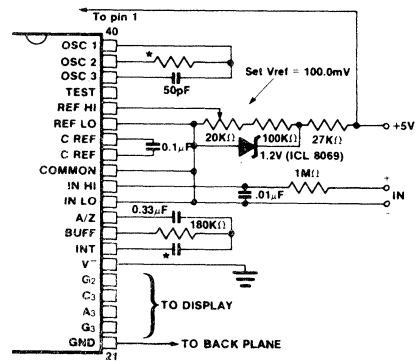 To pin 1
40
OSC 1
OSC 2
*
OSC 3
50pF
TEST
Set Vref = 100.0mV
REF HI
REF LO
+5V
20KΩ
100KΩ
27KΩ
C REF
0.1µF
1.2V (ICL 8069)
C REF
COMMON
1MΩ
IN HI
+
.01µF
IN
IN LO
-
0.33µF
A/Z
180KΩ
BUFF
INT
*
V-
G2
C3
TO DISPLAY
A3
G3
GND
TO BACK PLANE
21